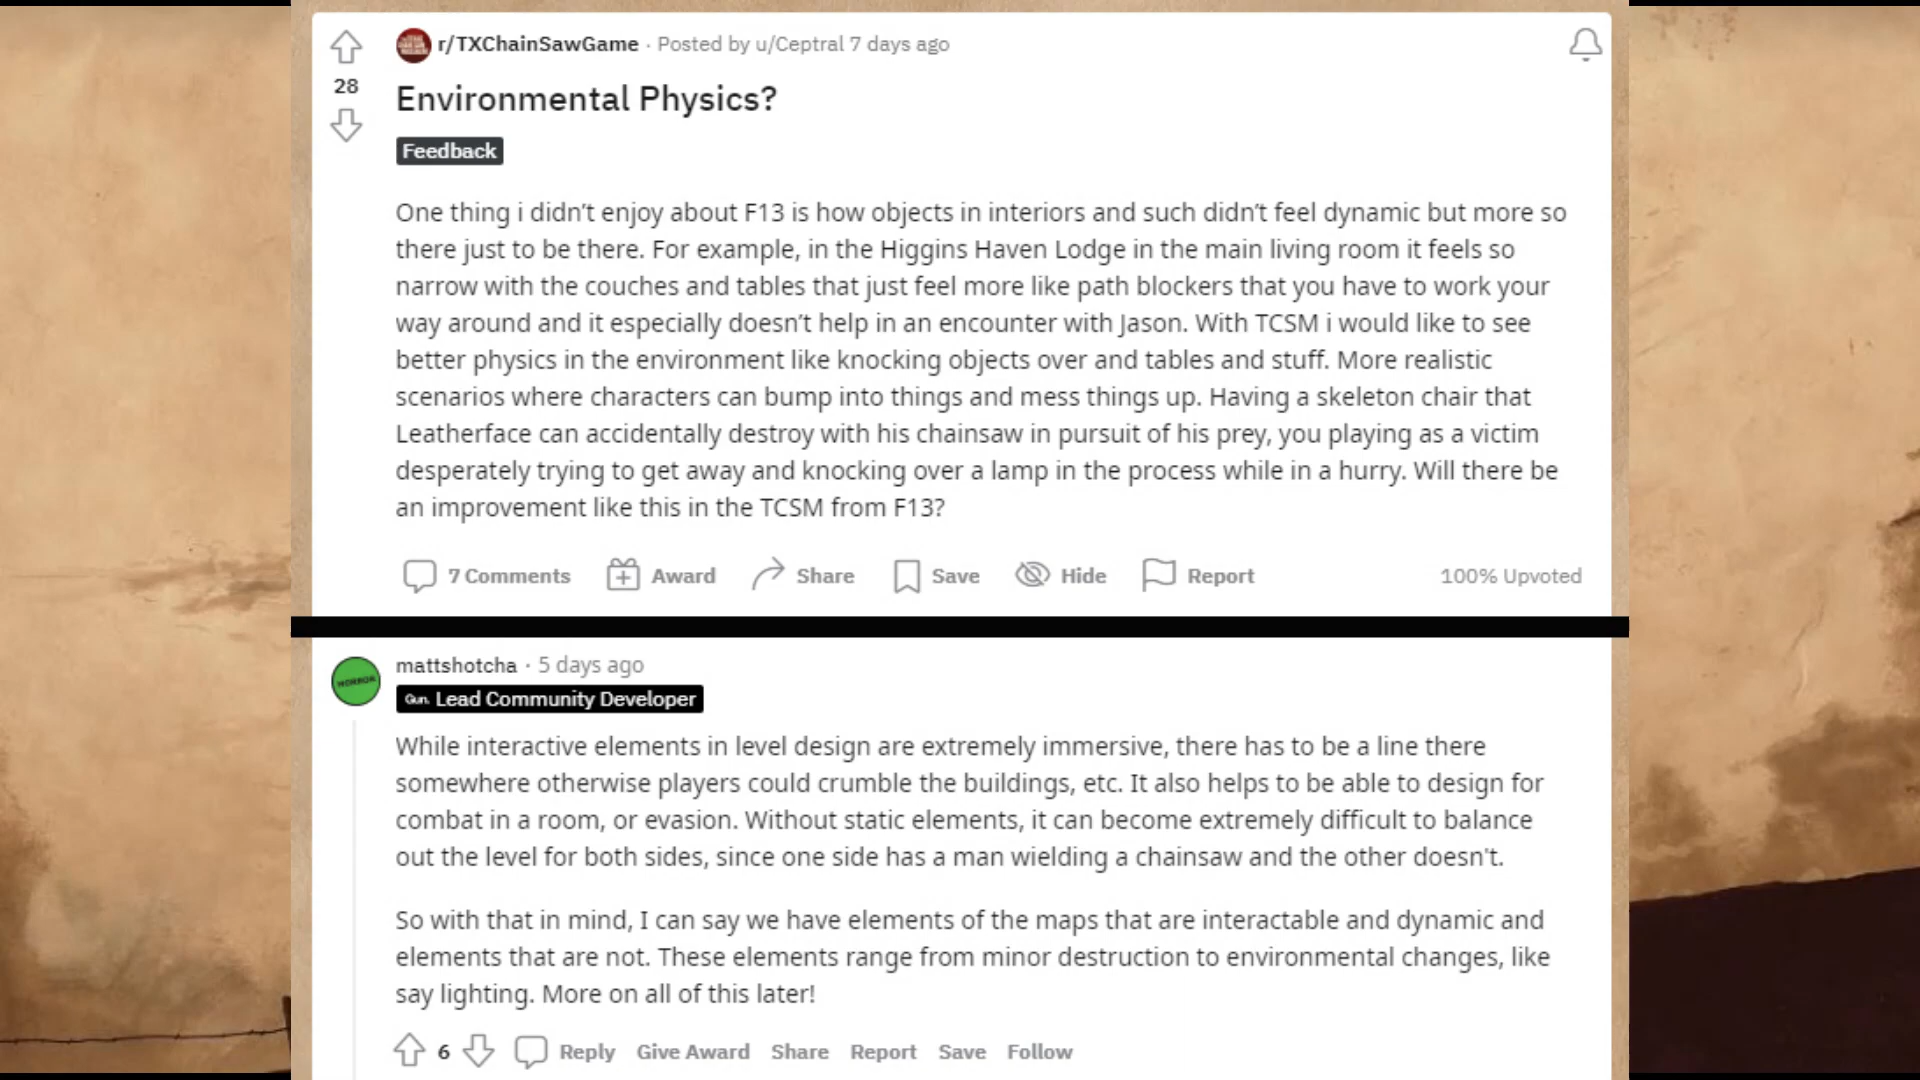 r/TXChainSawGame · Posted by u/Ceptral 7 days ago
28
Environmental Physics?
Feedback
One thing i didn't enjoy about F13 is how objects in interiors and such didn't feel dynamic but more so
there just to be there. For example, in the Higgins Haven Lodge in the main living room it feels so
narrow with the couches and tables that just feel more like path blockers that you have to work your
way around and it especially doesn't help in an encounter with Jason. With TCSM i would like to see
better physics in the environment like knocking objects over and tables and stuff. More realistic
scenarios where characters can bump into things and mess things up. Having a skeleton chair that
Leatherface can accidentally destroy with his chainsaw in pursuit of his prey, you playing as a victim
desperately trying to get away and knocking over a lamp in the process while in a hurry. Will there be
an improvement like this in the TCSM from F13?
7 Comments Award Share Save Hide Report 100% Upvoted
HORROR
mattshotcha · 5 days ago
Gun. Lead Community Developer
While interactive elements in level design are extremely immersive, there has to be a line there
somewhere otherwise players could crumble the buildings, etc. It also helps to be able to design for
combat in a room, or evasion. Without static elements, it can become extremely difficult to balance
out the level for both sides, since one side has a man wielding a chainsaw and the other doesn't.
So with that in mind, I can say we have elements of the maps that are interactable and dynamic and
elements that are not. These elements range from minor destruction to environmental changes, like
say lighting. More on all of this later!
6 Reply Give Award Share Report Save Follow